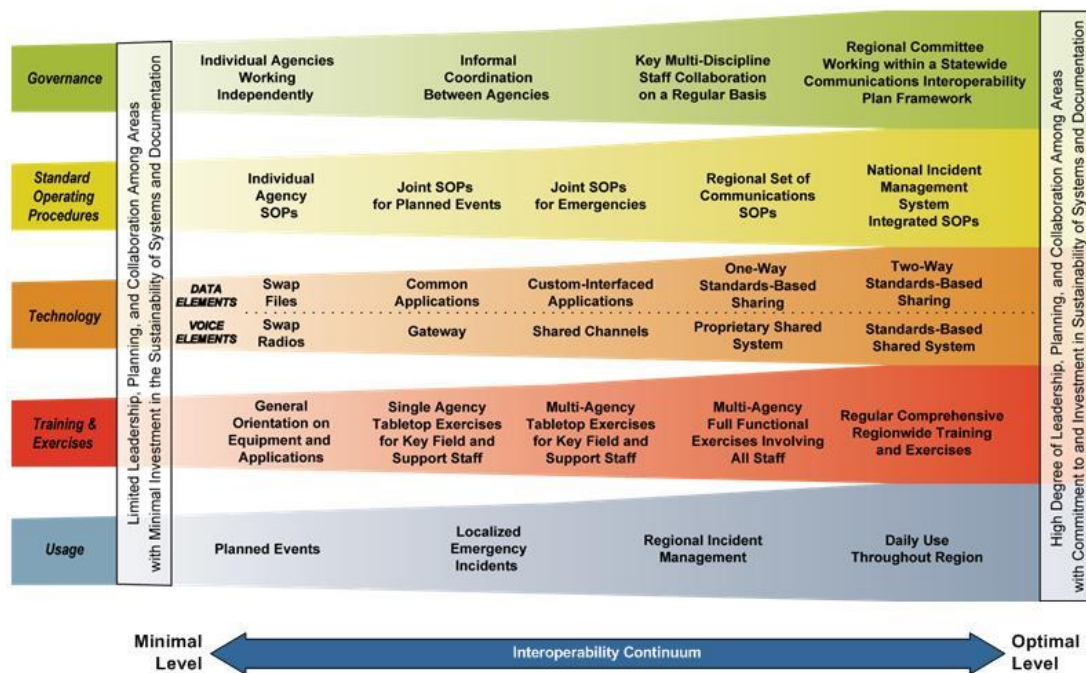 Governance
Individual Agencies
Working
Independently
Informal
Coordination
Between Agencies
Key Multi-Discipline
Staff Collaboration
on a Regular Basis
Regional Committee
Working within a Statewide
Communications Interoperability
Plan Framework
Standard
Operating
Procedures
Individual
Agency
SOPs
Joint SOPs
for Planned Events
Joint SOPs
for Emergencies
Regional Set of
Communications
SOPs
National Incident
Management
System
Integrated SOPs
Technology
DATA
ELEMENTS
Swap
Files
Common
Applications
Custom-Interfaced
Applications
One-Way
Standards-Based
Sharing
Two-Way
Standards-Based
Sharing
VOICE
ELEMENTS
Swap
Radios
Gateway
Shared Channels
Proprietary Shared
System
Standards-Based
Shared System
Training &
Exercises
General
Orientation on
Equipment and
Applications
Single Agency
Tabletop Exercises
for Key Field and
Support Staff
Multi-Agency
Tabletop Exercises
for Key Field and
Support Staff
Multi-Agency
Full Functional
Exercises Involving
All Staff
Regular Comprehensive
Regionwide Training
and Exercises
Usage
Planned Events
Localized
Emergency
Incidents
Regional Incident
Management
Daily Use
Throughout Region
Limited Leadership, Planning, and Collaboration Among Areas
with Minimal Investment in the Sustainability of Systems and Documentation
High Degree of Leadership, Planning, and Collaboration Among Areas
with Commitment to and Investment in Sustainability of Systems and Documentation
Minimal
Level
Interoperability Continuum
Optimal
Level